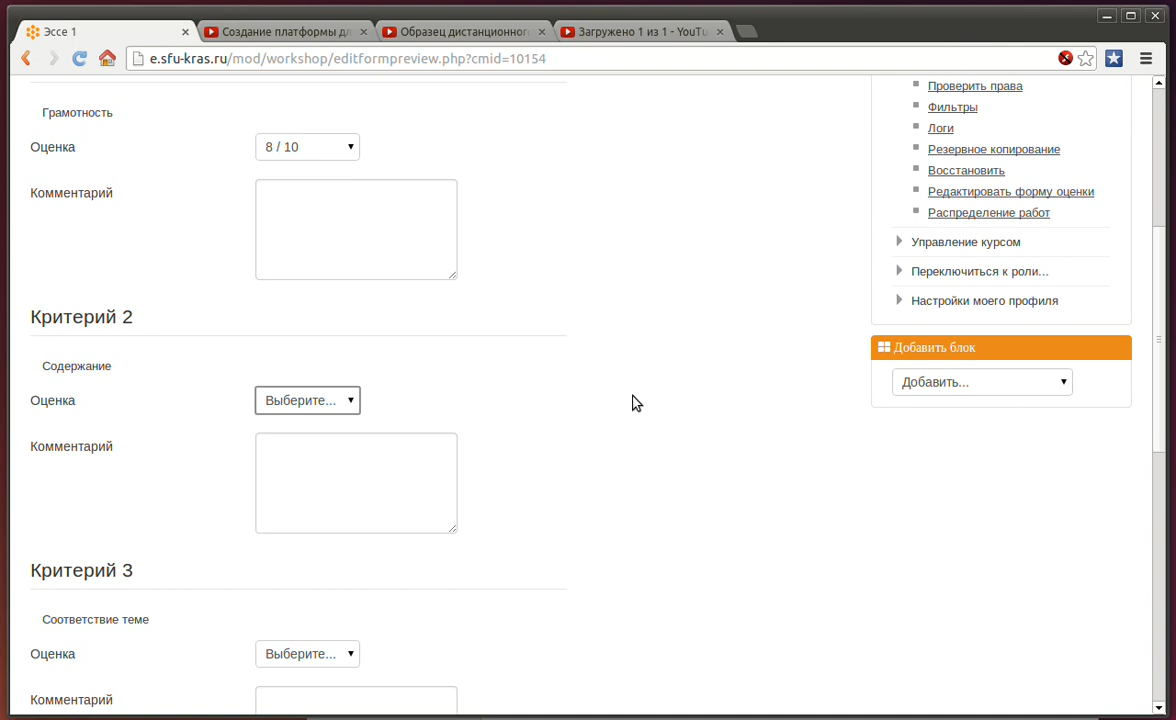 Эссе 1
Создание платформы дл
Образец дистанционного
Загружено 1 из 1 - YouTu
e.sfu-kras.ru/mod/workshop/editformpreview.php?cmid=10154
Грамотность
Оценка
8 / 10
Комментарий
Критерий 2
Содержание
Оценка
Выберите...
Комментарий
Критерий 3
Соответствие теме
Оценка
Выберите...
Комментарий
Проверить права
Фильтры
Логи
Резервное копирование
Восстановить
Редактировать форму оценки
Распределение работ
Управление курсом
Переключиться к роли...
Настройки моего профиля
Добавить блок
Добавить...